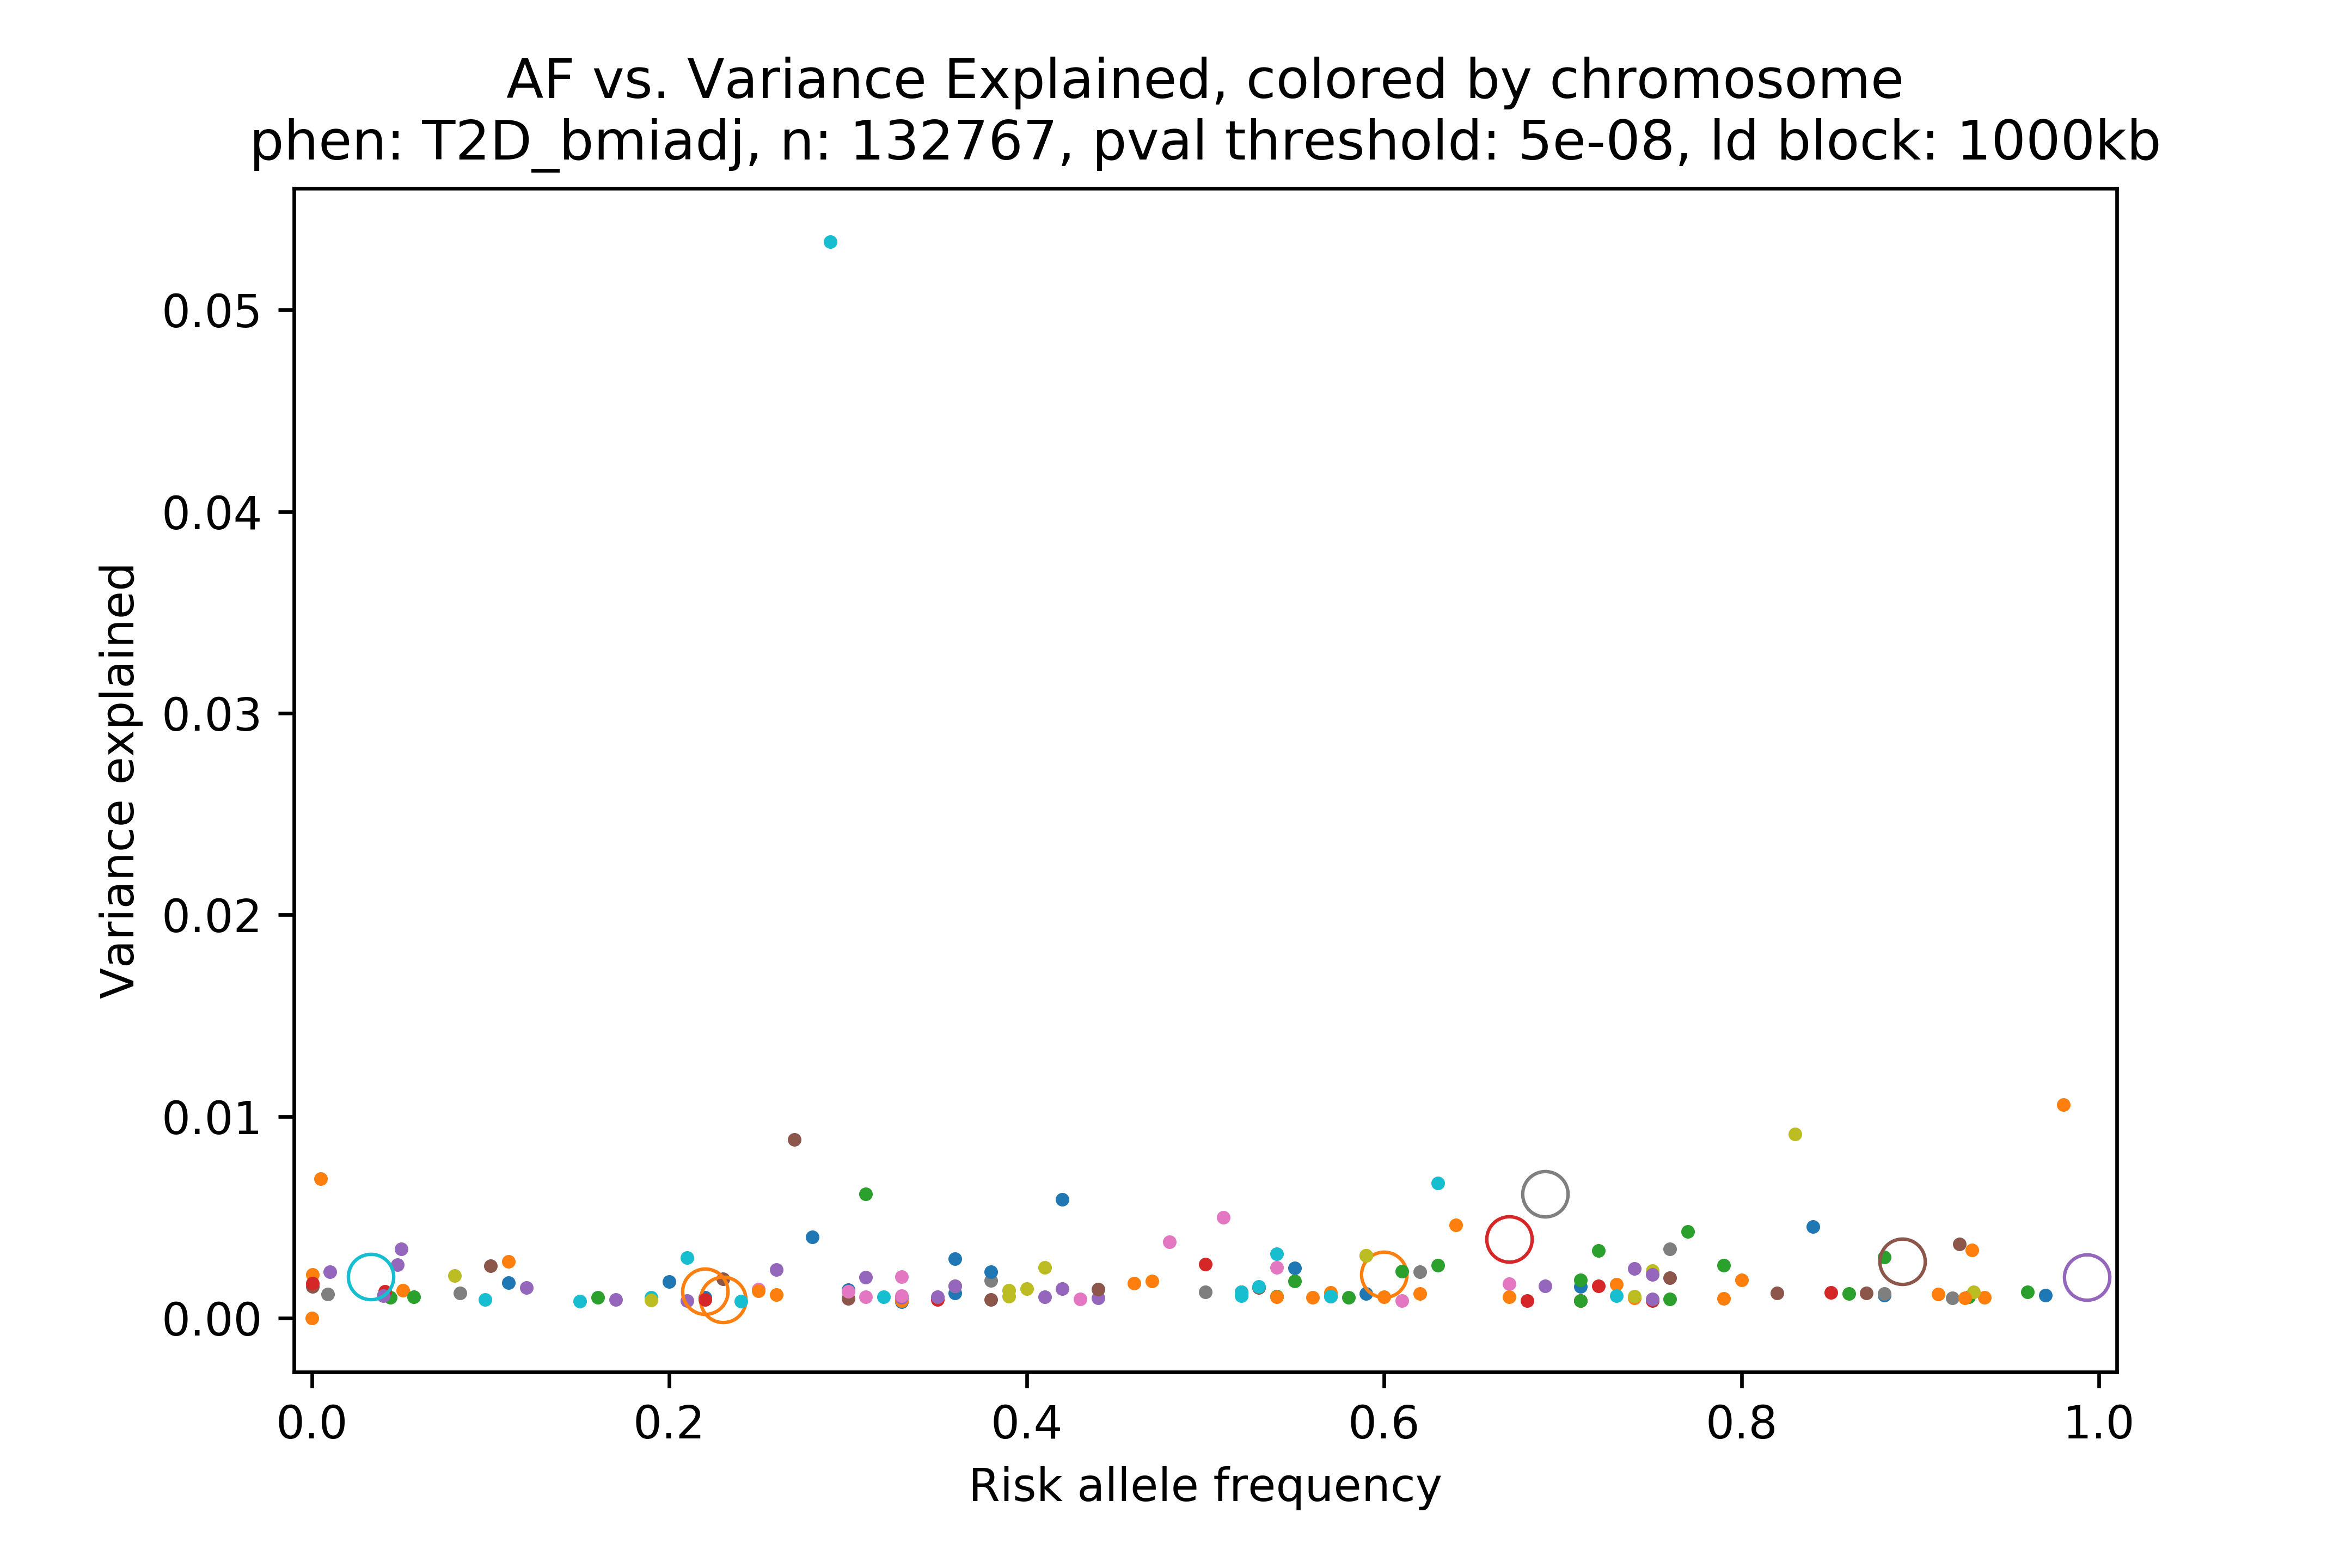 AF vs. Variance Explained, colored by chromosome
phen: T2D_bmiadj, n: 132767, pval threshold: 5e-08, ld block: 1000kb
Variance explained
0.05
0.04
0.03
0.02
0.01
0.00
0.0 0.2 0.4 0.6 0.8 1.0
Risk allele frequency